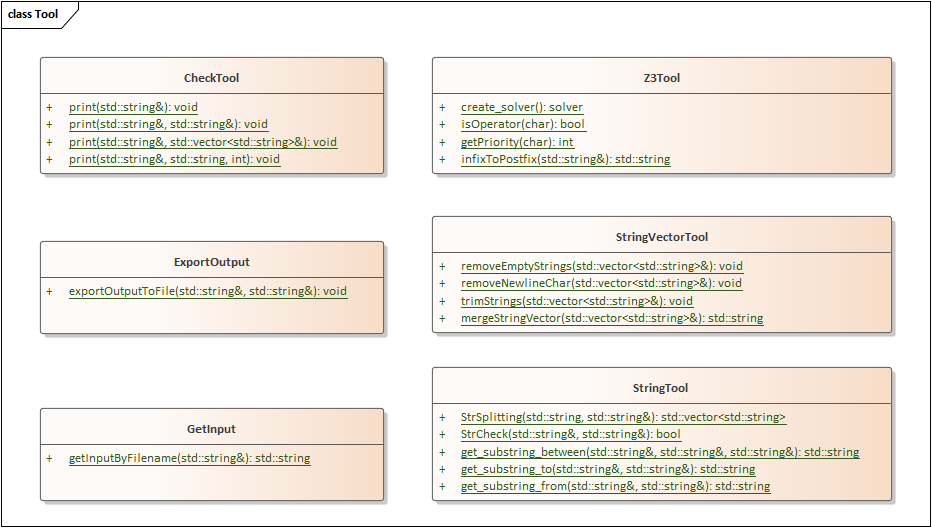 class Tool
CheckTool
+ print(std::string&): void
+ print(std::string&, std::string&): void
+ print(std::string&, std::vector<std::string>&): void
+ print(std::string&, std::string, int): void
Z3Tool
+ create_solver(): solver
+ isOperator(char): bool
+ getPriority(char): int
+ infixToPostfix(std::string&): std::string
ExportOutput
+ exportOutputToFile(std::string&, std::string&): void
StringVectorTool
+ removeEmptyStrings(std::vector<std::string>&): void
+ removeNewlineChar(std::vector<std::string>&): void
+ trimStrings(std::vector<std::string>&): void
+ mergeStringVector(std::vector<std::string>&): std::string
GetInput
+ getInputByFilename(std::string&): std::string
StringTool
+ StrSplitting(std::string, std::string&): std::vector<std::string>
+ StrCheck(std::string&, std::string&): bool
+ get_substring_between(std::string&, std::string&, std::string&): std::string
+ get_substring_to(std::string&, std::string&): std::string
+ get_substring_from(std::string&, std::string&): std::string